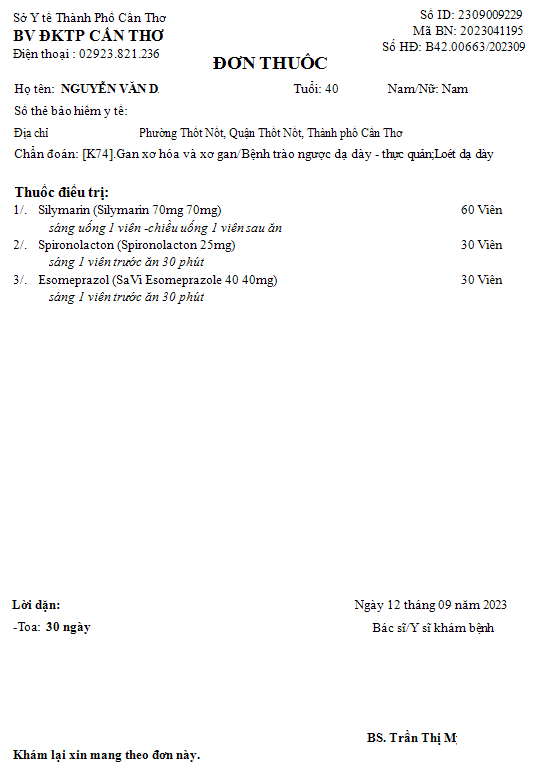 Sở Y tế Thành Phố Cần Thơ
Số ID: 2309009229
BV ĐKTP CẦN THƠ
Mã BN: 2023041195
Điện thoại : 02923.821.236
Số HĐ: B42.00663/202309
ĐƠN THUỐC
Họ tên: NGUYỄN VĂN D.
Tuổi: 40
Nam/Nữ: Nam
Số thẻ bảo hiểm y tế:
Địa chỉ Phường Thốt Nốt, Quận Thốt Nốt, Thành phố Cần Thơ
Chẩn đoán: [K74].Gan xơ hóa và xơ gan/Bệnh trào ngược dạ dày - thực quản;Loét dạ dày
Thuốc điều trị:
1/. Silymarin (Silymarin 70mg 70mg) 60 Viên
sáng uống 1 viên -chiều uống 1 viên sau ăn
2/. Spironolacton (Spironolacton 25mg) 30 Viên
sáng 1 viên trước ăn 30 phút
3/. Esomeprazol (SaVi Esomeprazole 40 40mg) 30 Viên
sáng 1 viên trước ăn 30 phút
Lời dặn:
Ngày 12 tháng 09 năm 2023
-Toa: 30 ngày
Bác sĩ/Y sĩ khám bệnh
BS. Trần Thị M
Khám lại xin mang theo đơn này.